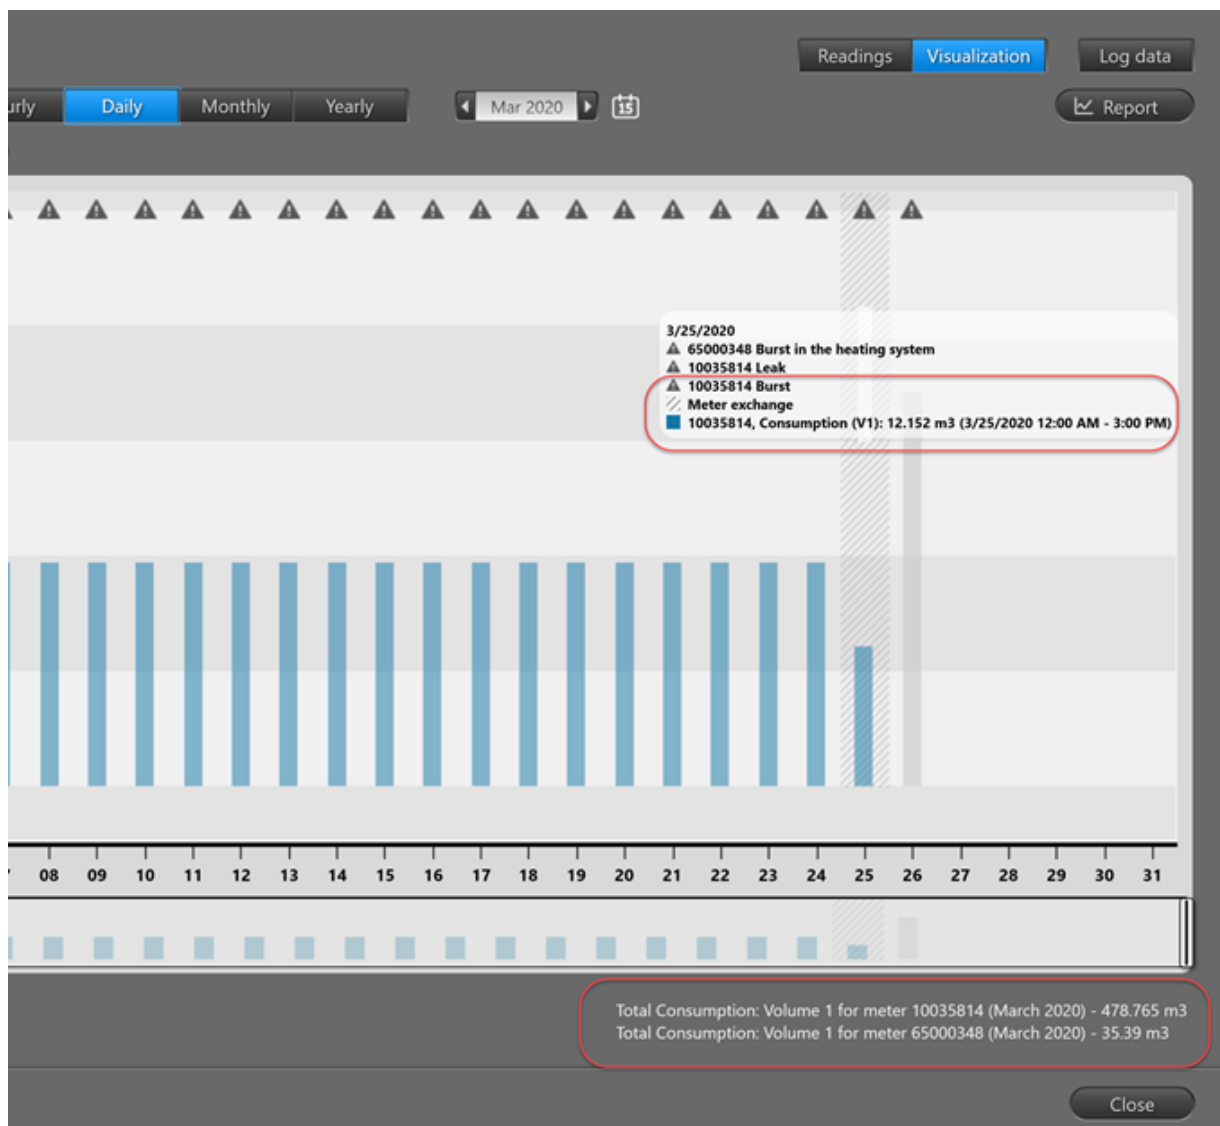 Readings Visualization Log data
urly Daily Monthly Yearly Mar 2020 15 Report
3/25/2020
65000348 Burst in the heating system
10035814 Leak
10035814 Burst
Meter exchange
10035814, Consumption (V1): 12.152 m3 (3/25/2020 12:00 AM - 3:00 PM)
08 09 10 11 12 13 14 15 16 17 18 19 20 21 22 23 24 25 26 27 28 29 30 31
Total Consumption: Volume 1 for meter 10035814 (March 2020) - 478.765 m3
Total Consumption: Volume 1 for meter 65000348 (March 2020) - 35.39 m3
Close